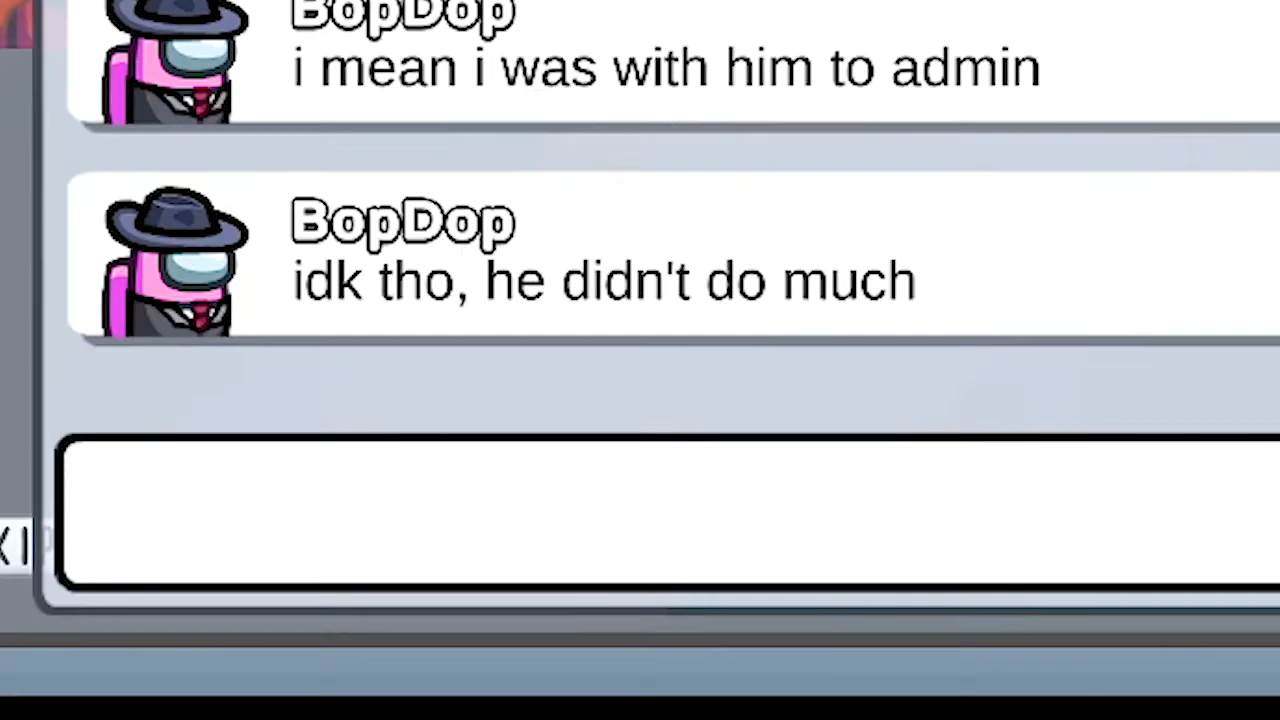 BopDop
i mean i was with him to admin
BopDop
idk tho, he didn't do much